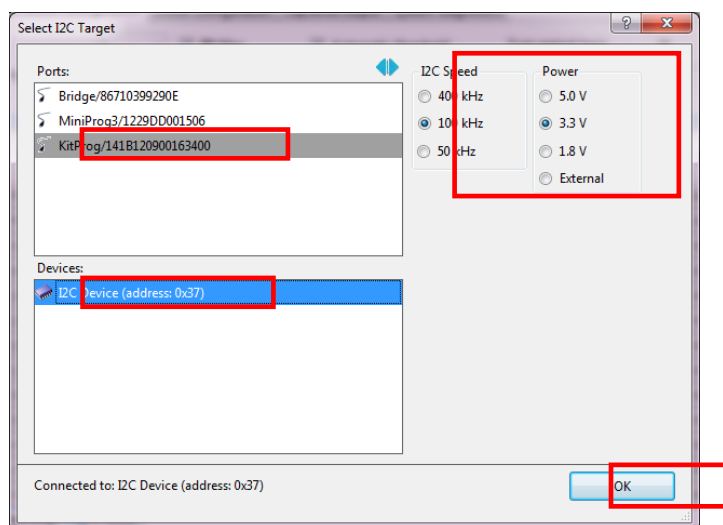 Select I2C Target
Ports:
Bridge/86710399290E
MiniProg3/1229DD001506
KitProg/141B120900163400
I2C Speed
400 kHz
100 kHz
50 kHz
Power
5.0 V
3.3 V
1.8 V
External
Devices:
I2C Device (address: 0x37)
Connected to: I2C Device (address: 0x37)
OK